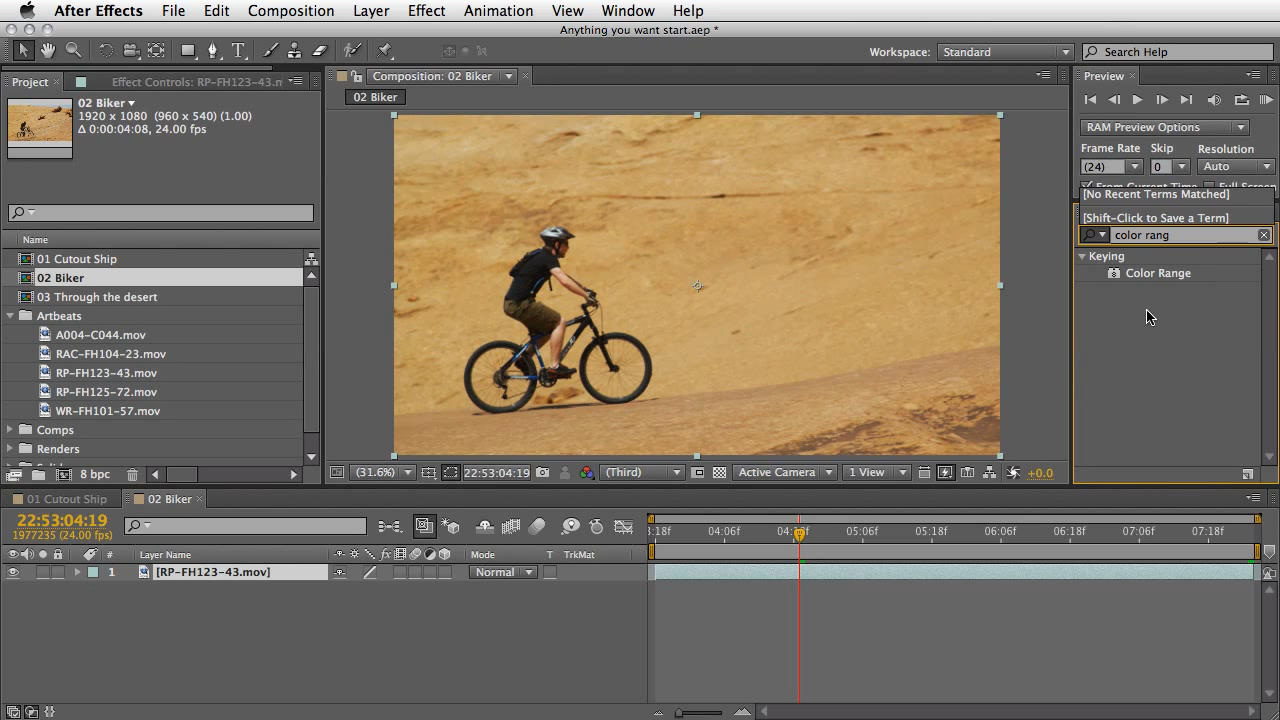 After Effects File Edit Composition Layer Effect Animation View Window Help
Anything you want start.aep *
Workspace: Standard Search Help
Project Effect Controls: RP-FH123-43.m
Composition: 02 Biker
Preview
02 Biker
1920 x 1080 (960 x 540) (1.00)
Δ 0:00:04:08, 24.00 fps
02 Biker
RAM Preview Options
Frame Rate Skip Resolution
(24) 0 Auto
From Current Time Full Screen
[No Recent Terms Matched]
[Shift-Click to Save a Term]
color rang
Keying
Color Range
Name
01 Cutout Ship
02 Biker
03 Through the desert
Artbeats
A004-C044.mov
RAC-FH104-23.mov
RP-FH123-43.mov
RP-FH125-72.mov
WR-FH101-57.mov
Comps
Renders
8 bpc
(31.6%) 22:53:04:19 (Third) Active Camera 1 View +0.0
01 Cutout Ship 02 Biker
22:53:04:19
1977235 (24.00 fps)
3:18f 04:06f 05:06f 05:18f 06:06f 06:18f 07:06f 07:18f
# Layer Name Mode T TrkMat
1 [RP-FH123-43.mov] Normal